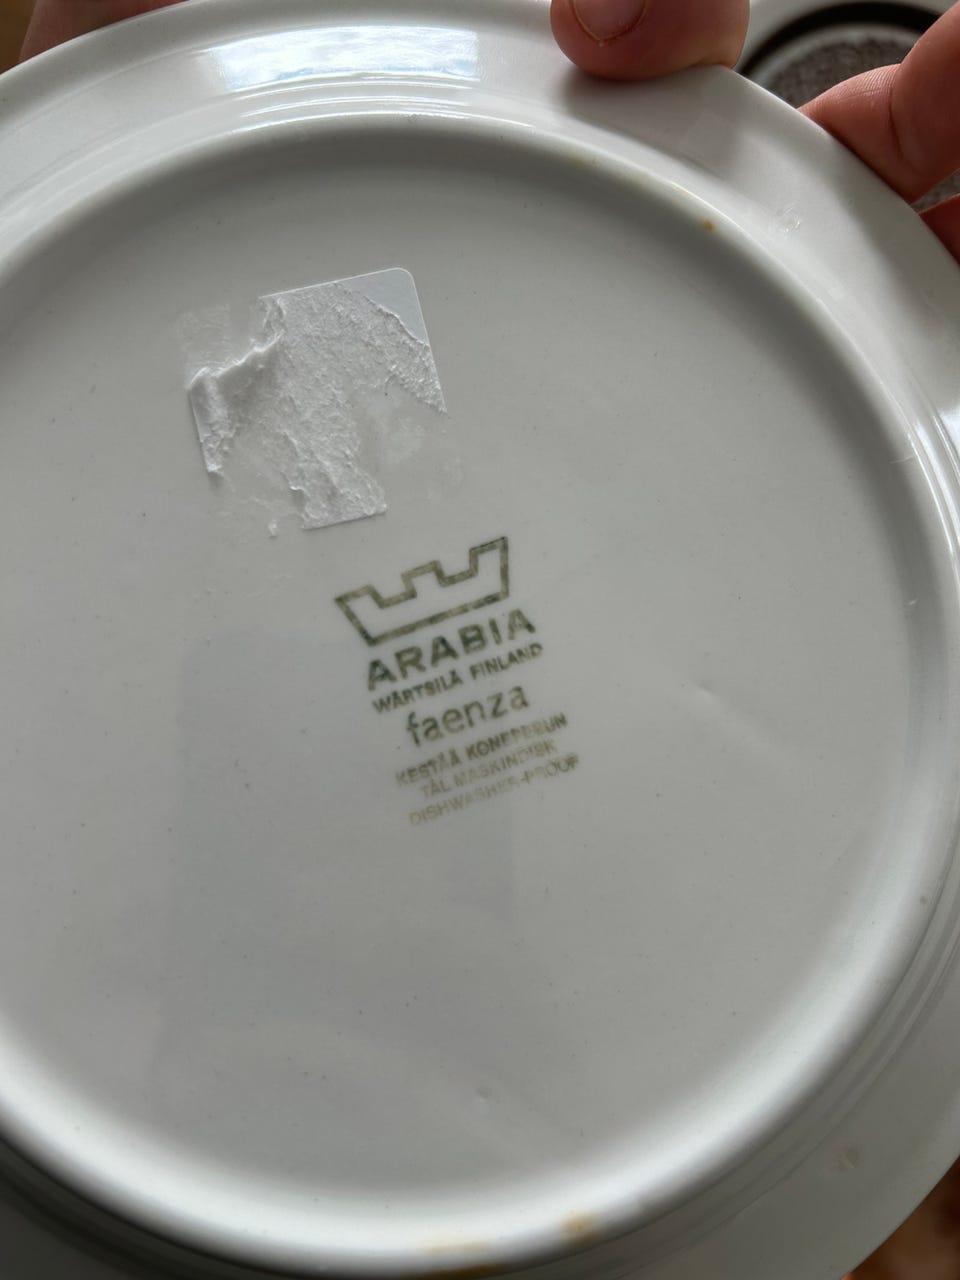 ARABIA
WÄRTSILÄ FINLAND
faenza
KESTÄÄ KONEPESUN
TÅL MASKINDISK
DISHWASHER-PROOF